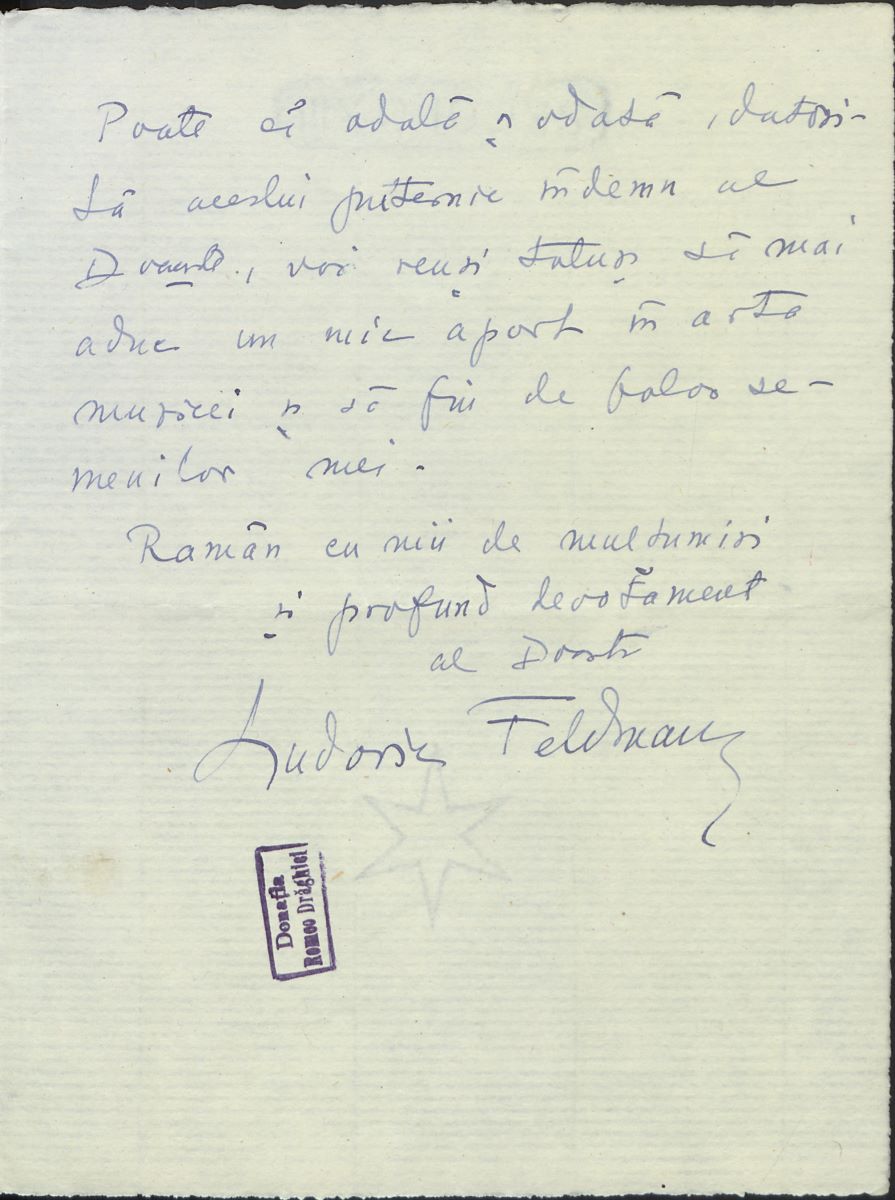 Poate că odată și odată, datori-
tă acestui puternic îndemn al
Dvoastră, voi reuși totuși să mai
aduc un mic aport în arta
muzicei și să fiu de folos se-
menilor mei.
Rămân cu mii de mulțumiri
și profund devotament
al Dvoastră
Ludovic Feldman
Donația
Romeo Drăghici